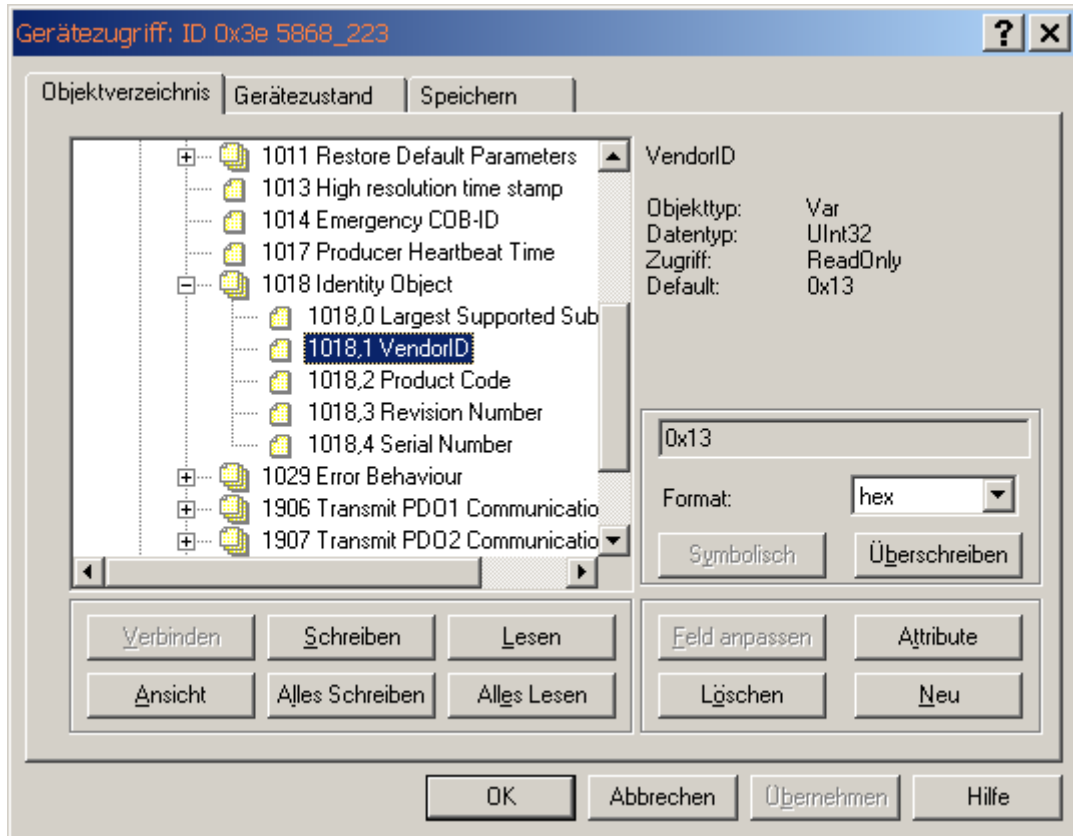 Gerätezugriff: ID 0x3e 5868_223
Objektverzeichnis Gerätezustand Speichern
1011 Restore Default Parameters
1013 High resolution time stamp
1014 Emergency COB-ID
1017 Producer Heartbeat Time
1018 Identity Object
1018,0 Largest Supported Sub
1018,1 VendorID
1018,2 Product Code
1018,3 Revision Number
1018,4 Serial Number
1029 Error Behaviour
1906 Transmit PDO1 Communicatio
1907 Transmit PDO2 Communicatio
VendorID
Objekttyp: Var
Datentyp: UInt32
Zugriff: ReadOnly
Default: 0x13
0x13
Format: hex
Symbolisch Überschreiben
Verbinden Schreiben Lesen
Ansicht Alles Schreiben Alles Lesen
Feld anpassen Attribute
Löschen Neu
OK Abbrechen Übernehmen Hilfe